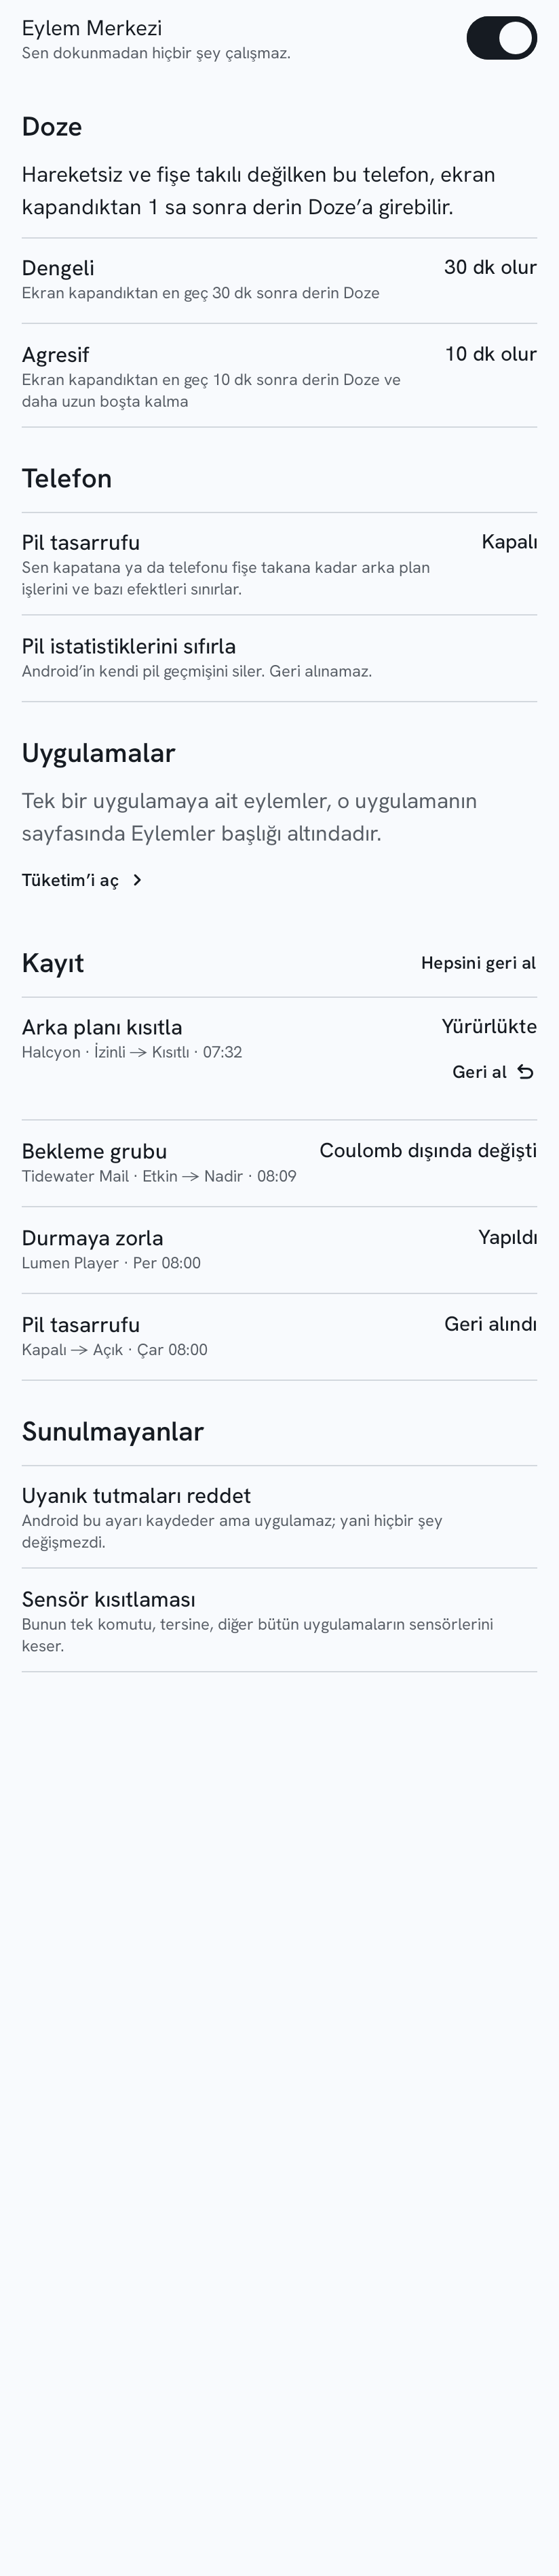 Eylem Merkezi
Sen dokunmadan hiçbir şey çalışmaz.
Doze
Hareketsiz ve fişe takılı değilken bu telefon, ekran
kapandıktan 1 sa sonra derin Doze’a girebilir.
Dengeli
30 dk olur
Ekran kapandıktan en geç 30 dk sonra derin Doze
Agresif
10 dk olur
Ekran kapandıktan en geç 10 dk sonra derin Doze ve
daha uzun boşta kalma
Telefon
Pil tasarrufu
Kapalı
Sen kapatana ya da telefonu fişe takana kadar arka plan
işlerini ve bazı efektleri sınırlar.
Pil istatistiklerini sıfırla
Android’in kendi pil geçmişini siler. Geri alınamaz.
Uygulamalar
Tek bir uygulamaya ait eylemler, o uygulamanın
sayfasında Eylemler başlığı altındadır.
Tüketim’i aç
Kayıt
Hepsini geri al
Arka planı kısıtla
Yürürlükte
Halcyon · İzinli → Kısıtlı · 07:32
Geri al
Bekleme grubu
Coulomb dışında değişti
Tidewater Mail · Etkin → Nadir · 08:09
Durmaya zorla
Yapıldı
Lumen Player · Per 08:00
Pil tasarrufu
Geri alındı
Kapalı → Açık · Çar 08:00
Sunulmayanlar
Uyanık tutmaları reddet
Android bu ayarı kaydeder ama uygulamaz; yani hiçbir şey
değişmezdi.
Sensör kısıtlaması
Bunun tek komutu, tersine, diğer bütün uygulamaların sensörlerini
keser.